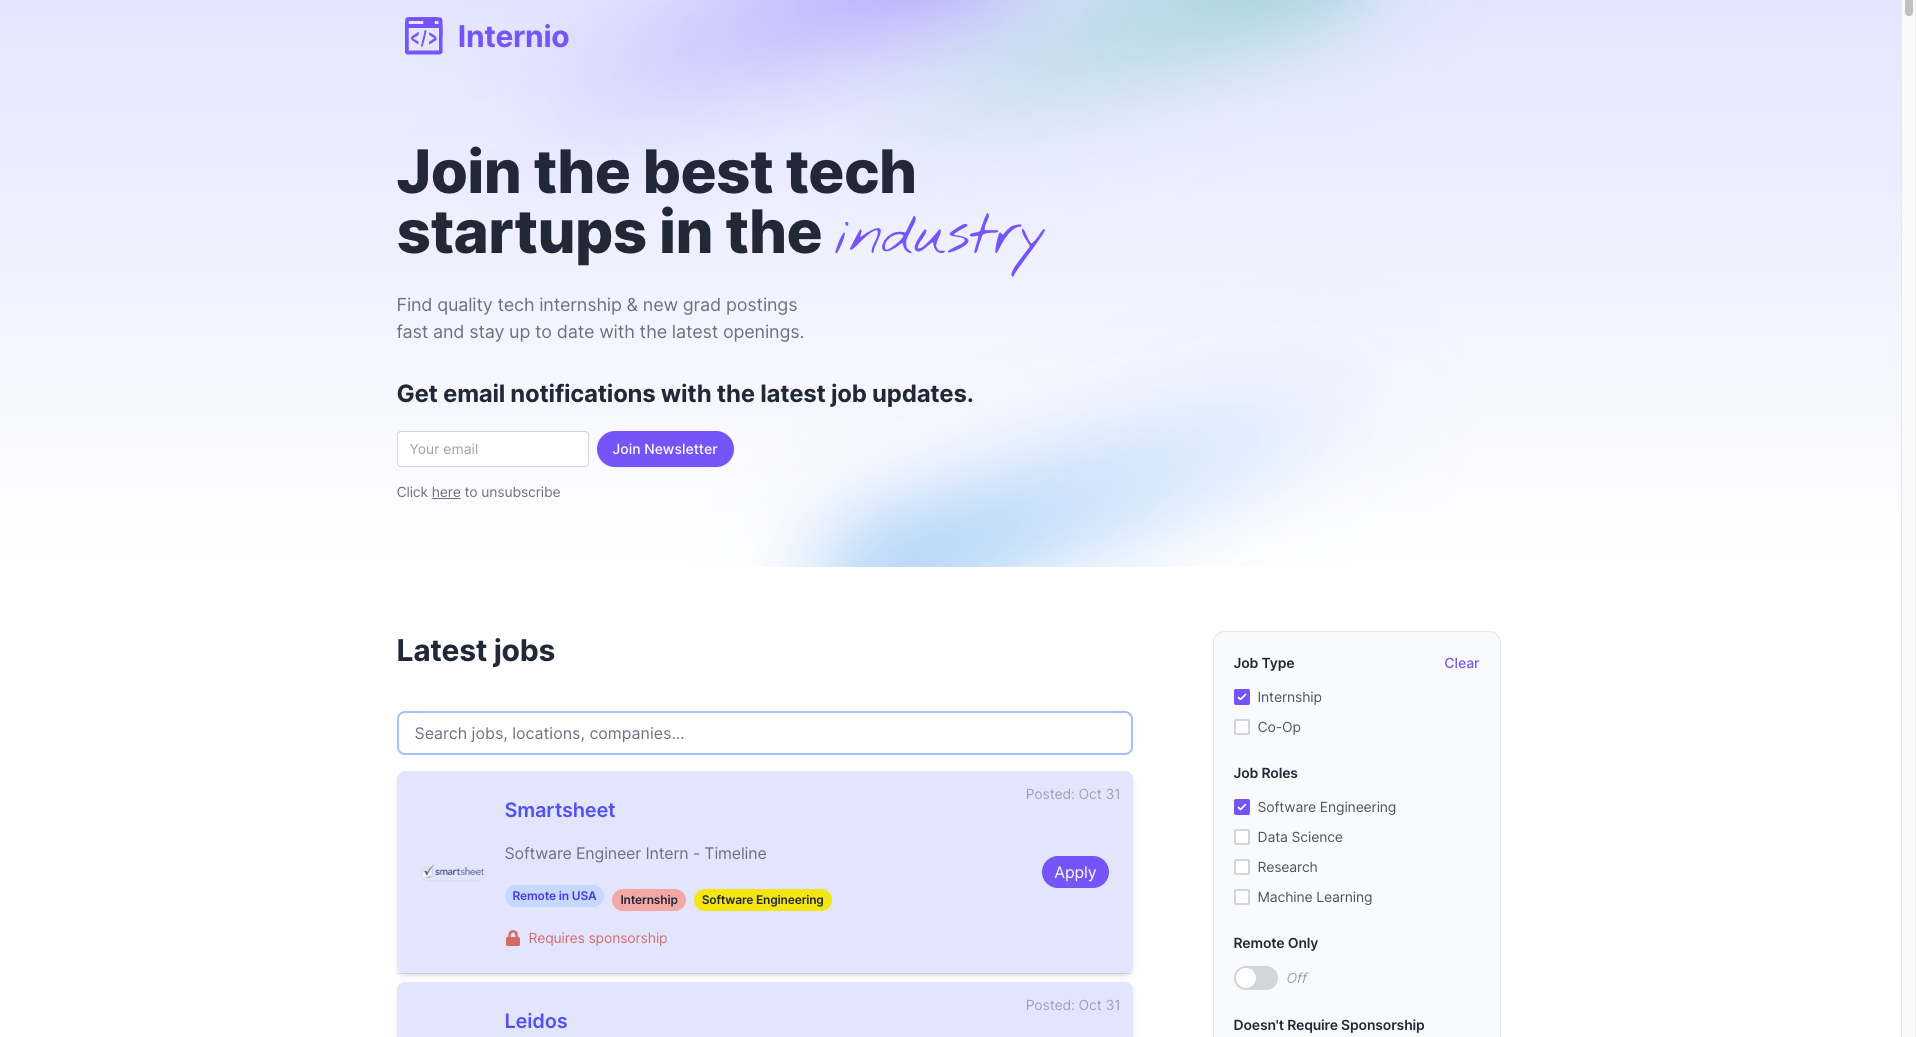 Internio
Join the best tech
startups in the industry
Find quality tech internship & new grad postings
fast and stay up to date with the latest openings.
Get email notifications with the latest job updates.
Your email
Join Newsletter
Click here to unsubscribe
Latest jobs
Search jobs, locations, companies...
Posted: Oct 31
Smartsheet
Software Engineer Intern - Timeline
smartsheet
Apply
Remote in USA
Internship
Software Engineering
Requires sponsorship
Posted: Oct 31
Leidos
Job Type
Clear
Internship
Co-Op
Job Roles
Software Engineering
Data Science
Research
Machine Learning
Remote Only
Off
Doesn't Require Sponsorship